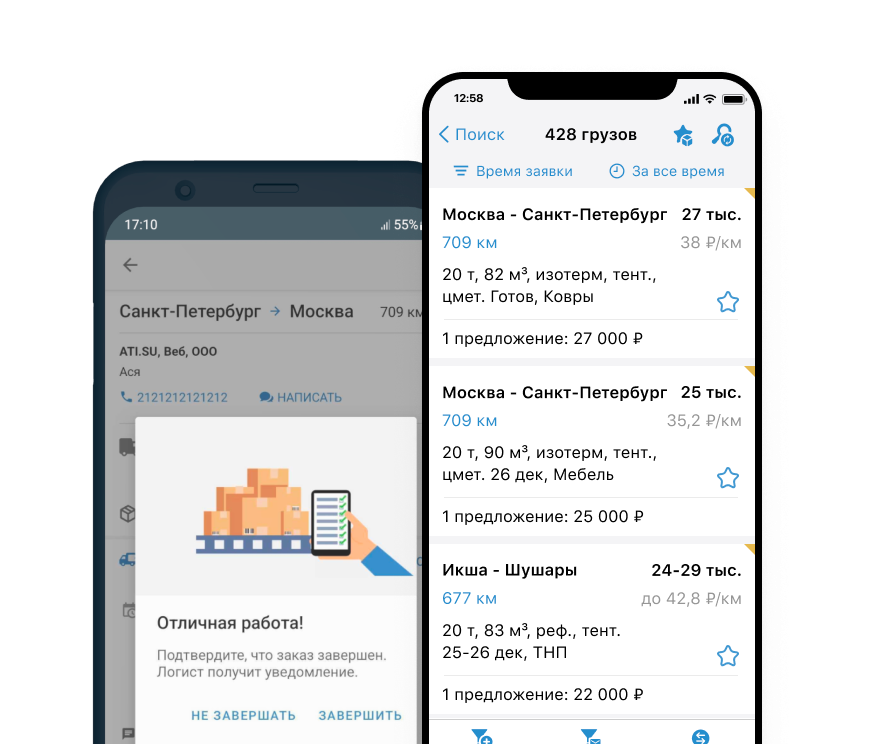 17:10
55%
Санкт-Петербург → Москва 709 км
ATI.SU, Веб, ООО
Ася
2121212121212
НАПИСАТЬ
Отличная работа!
Подтвердите, что заказ завершен.
Логист получит уведомление.
НЕ ЗАВЕРШАТЬ ЗАВЕРШИТЬ
12:58
Поиск 428 грузов
Время заявки За все время
Москва - Санкт-Петербург 27 тыс.
709 км 38 ₽/км
20 т, 82 м³, изотерм, тент.,
цмет. Готов, Ковры
1 предложение: 27 000 ₽
Москва - Санкт-Петербург 25 тыс.
709 км 35,2 ₽/км
20 т, 90 м³, изотерм, тент.,
цмет. 26 дек, Мебель
1 предложение: 25 000 ₽
Икша - Шушары 24-29 тыс.
677 км до 42,8 ₽/км
20 т, 83 м³, реф., тент.
25-26 дек, ТНП
1 предложение: 22 000 ₽